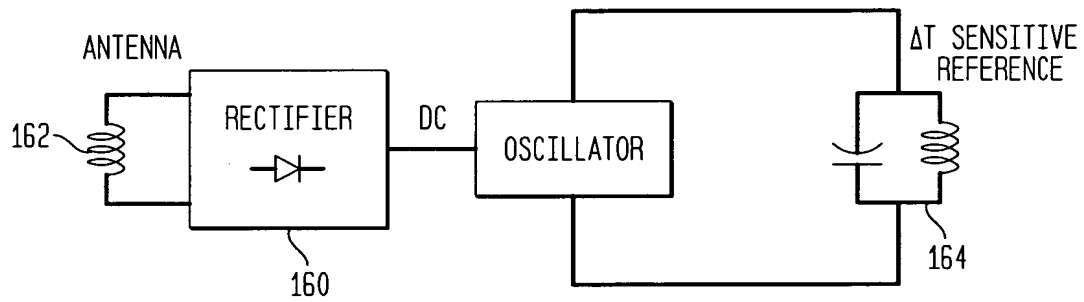 ANTENNA
162
RECTIFIER
160
DC
OSCILLATOR
ΔT SENSITIVE
REFERENCE
164